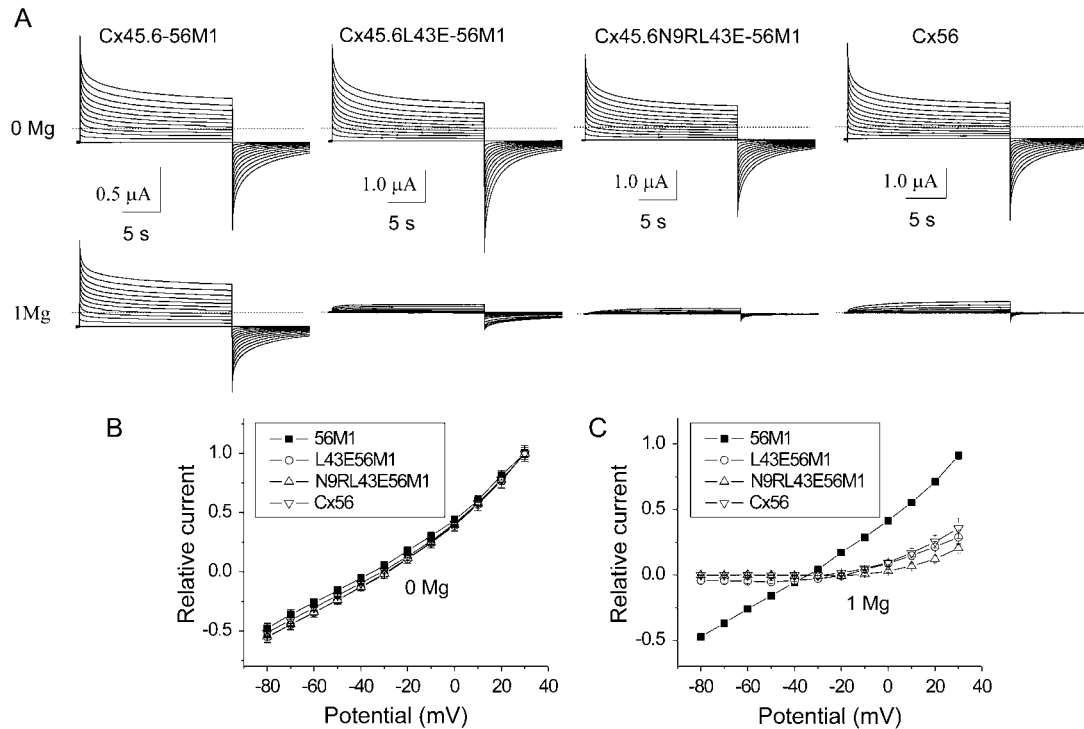 A
Cx45.6-56M1
Cx45.6L43E-56M1
Cx45.6N9RL43E-56M1
Cx56
0 Mg
0.5 µA
5 s
1.0 µA
5 s
1.0 µA
5 s
1.0 µA
5 s
1Mg
B
56M1
L43E56M1
N9RL43E56M1
Cx56
1.0
0.5
0.0
-0.5
Relative current
0 Mg
-80 -60 -40 -20 0 20 40
Potential (mV)
C
56M1
L43E56M1
N9RL43E56M1
Cx56
1.0
0.5
0.0
-0.5
Relative current
1 Mg
-80 -60 -40 -20 0 20 40
Potential (mV)